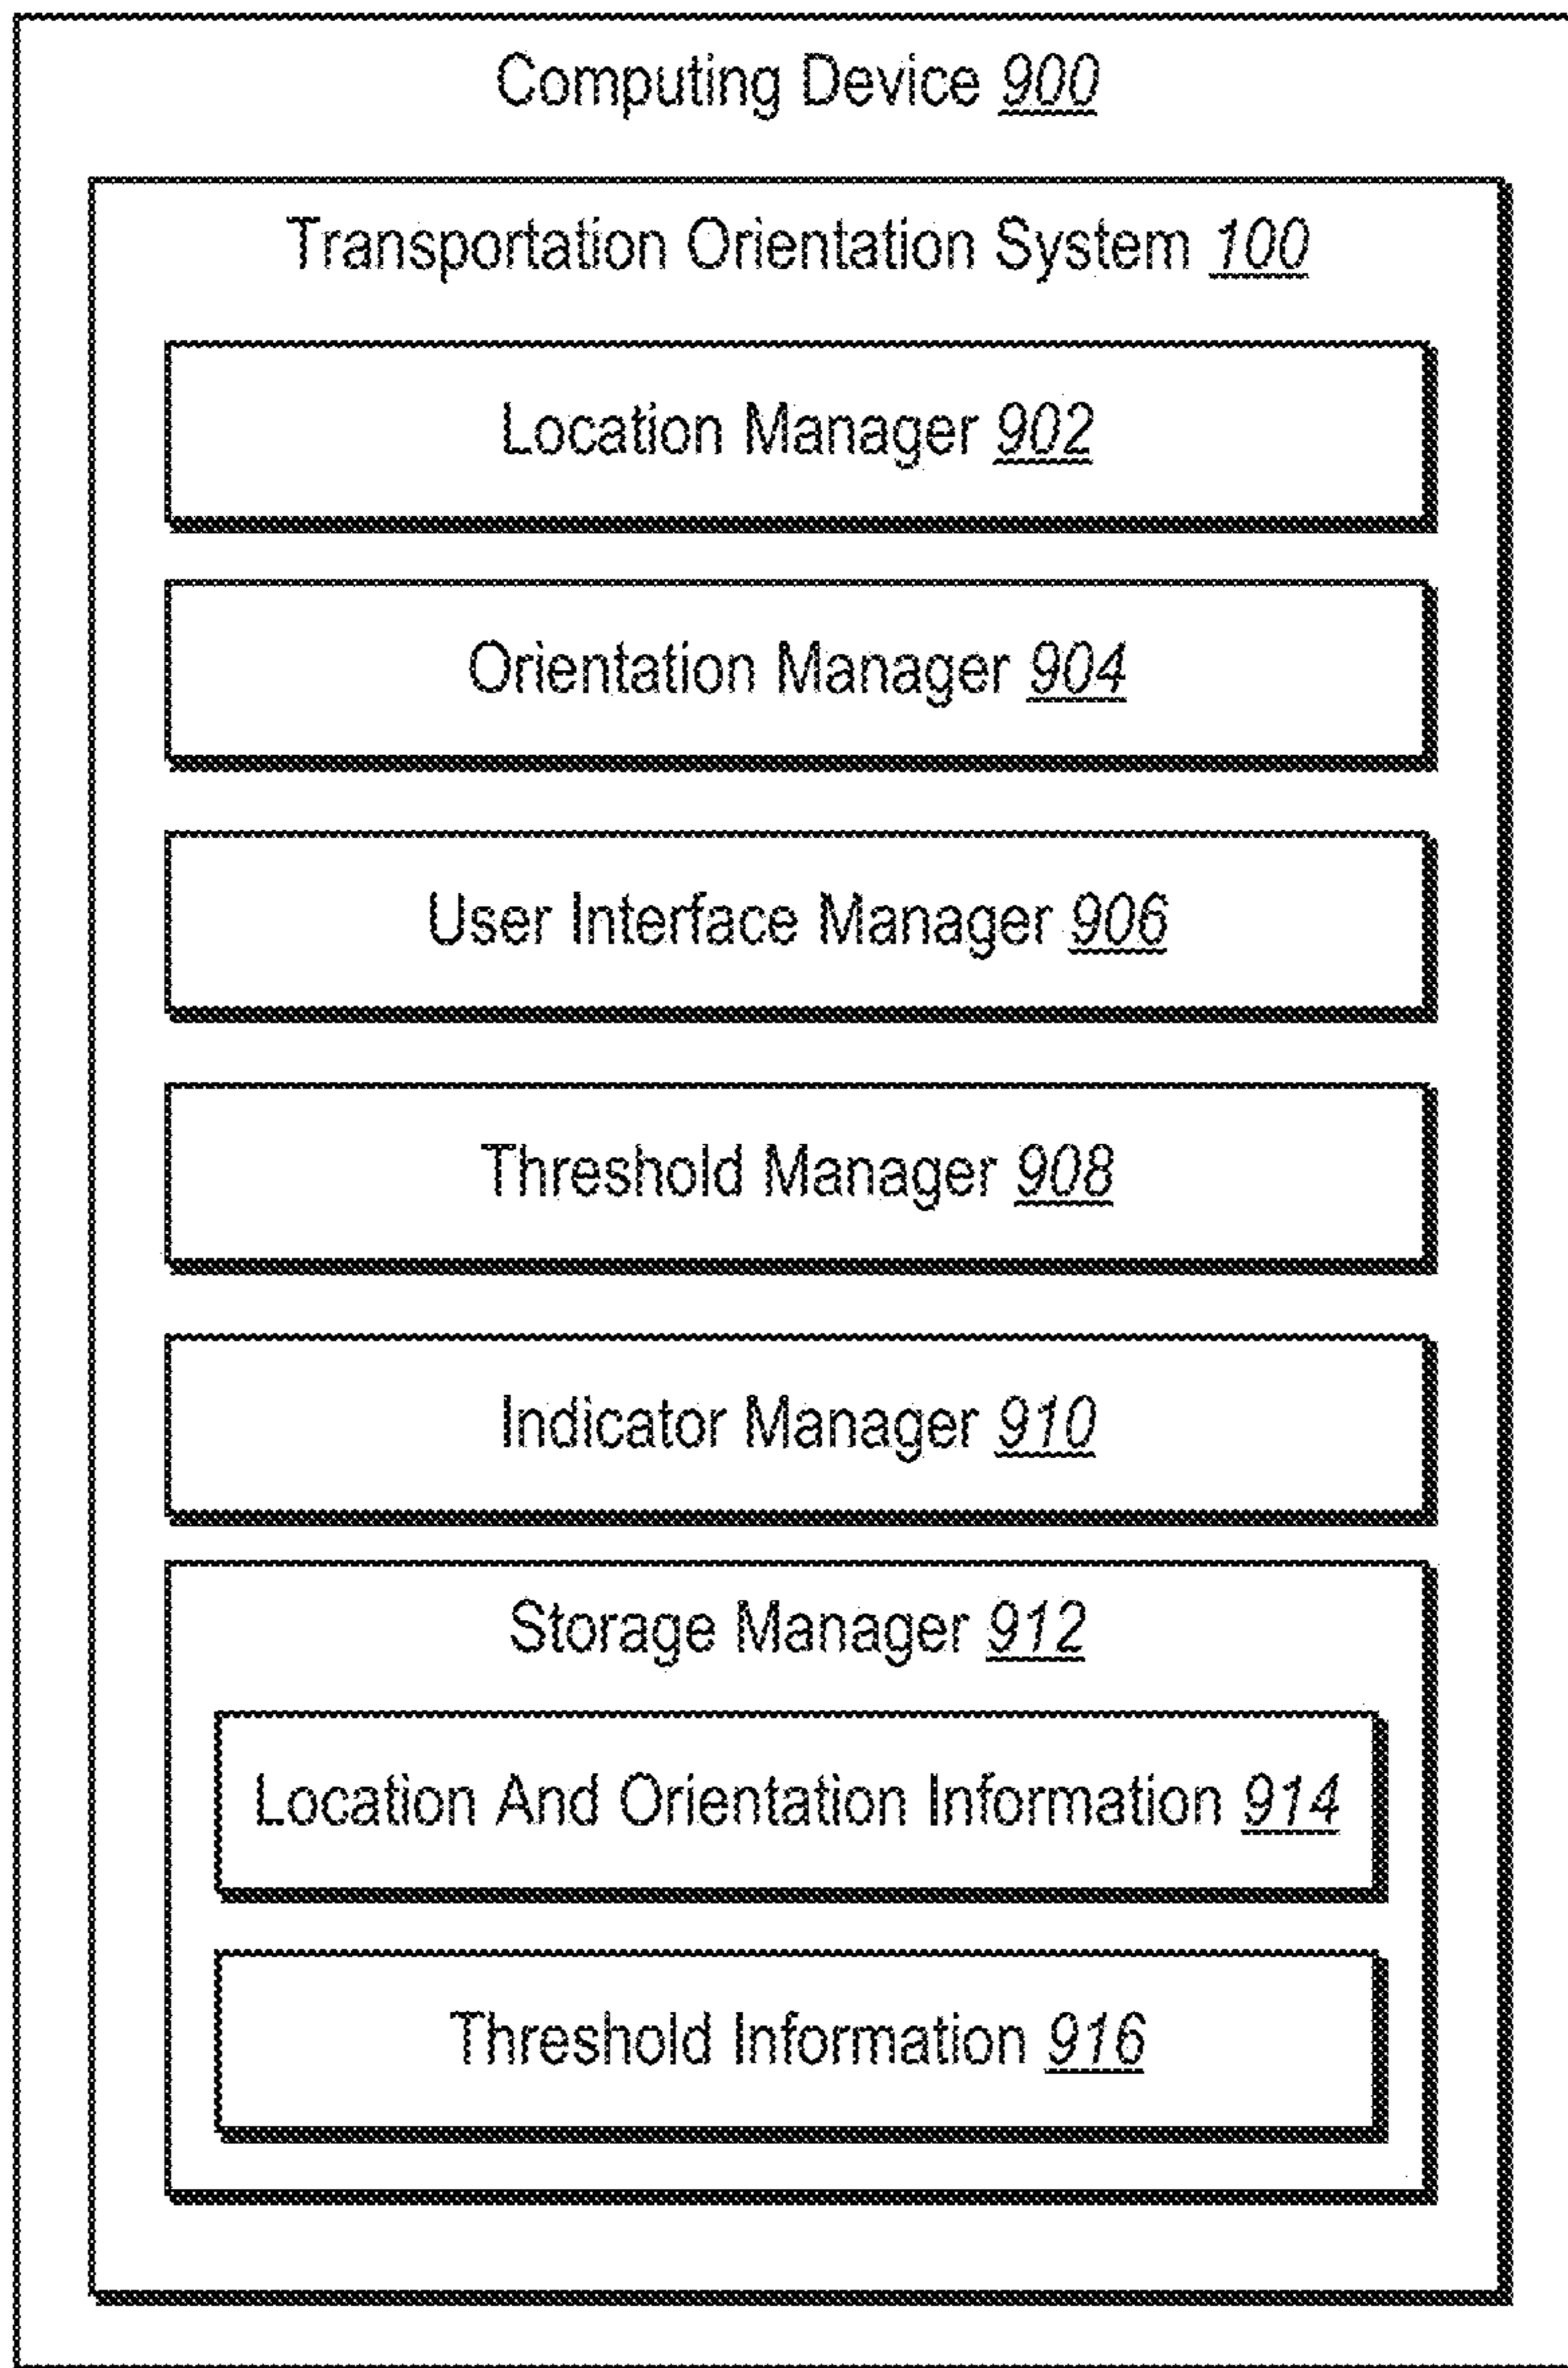 Computing Device 900
Transportation Orientation System 100
Location Manager 902
Orientation Manager 904
User Interface Manager 906
Threshold Manager 908
Indicator Manager 910
Storage Manager 912
Location And Orientation Information 914
Threshold Information 916